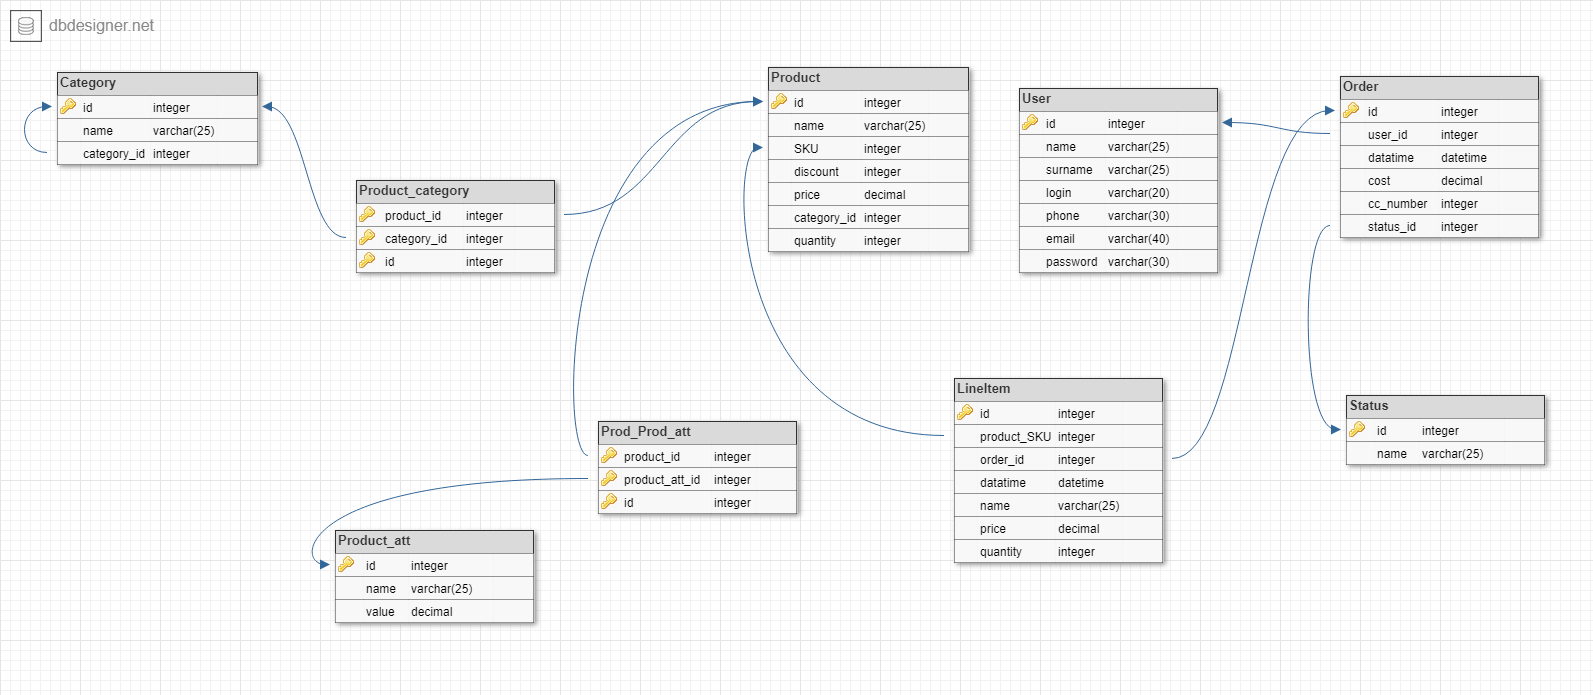 dbdesigner.net
Category
id integer
name varchar(25)
category_id integer
Product_category
product_id integer
category_id integer
id integer
Product
id integer
name varchar(25)
SKU integer
discount integer
price decimal
category_id integer
quantity integer
User
id integer
name varchar(25)
surname varchar(25)
login varchar(20)
phone varchar(30)
email varchar(40)
password varchar(30)
Order
id integer
user_id integer
datatime datetime
cost decimal
cc_number integer
status_id integer
Prod_Prod_att
product_id integer
product_att_id integer
id integer
Product_att
id integer
name varchar(25)
value decimal
LineItem
id integer
product_SKU integer
order_id integer
datatime datetime
name varchar(25)
price decimal
quantity integer
Status
id integer
name varchar(25)